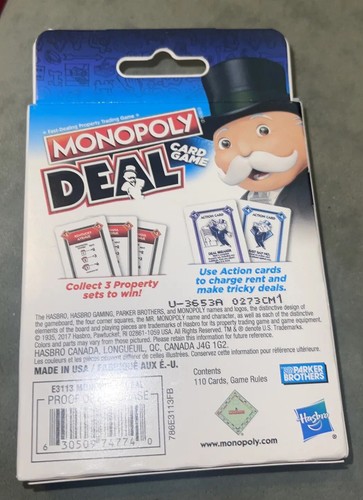 • Fast-Dealing Property Trading Game •
MONOPOLY
DEAL
CARD
GAME
ACTION CARD
ACTION CARD
Collect 3 Property
sets to win!
Use Action cards
to charge rent and
make tricky deals.
U-3653A 0273CM1
The HASBRO, HASBRO GAMING, PARKER BROTHERS, and MONOPOLY names and logos, the distinctive design of
the gameboard, the four corner squares, the MR. MONOPOLY name and character, as well as each of the distinctive
elements of the board and playing pieces are trademarks of Hasbro for its property trading game and game equipment.
© 1935, 2017 Hasbro, Pawtucket, RI 02861-1059 USA. All Rights Reserved. TM & ® denote U.S. Trademarks.
Colors and parts may vary from those pictured. Please retain this information for future reference.
HASBRO CANADA, LONGUEUIL, QC, CANADA J4G 1G2.
Les couleurs et les pièces peuvent différer de celles illustrées. Conservez cette information pour référence ultérieure.
MADE IN USA / FABRIQUÉ AUX É.-U.
E3113
PROOF
6 30509 74774 0
786E3113FB
Contents
110 Cards, Game Rules
PARKER
BROTHERS
Hasbro
www.monopoly.com